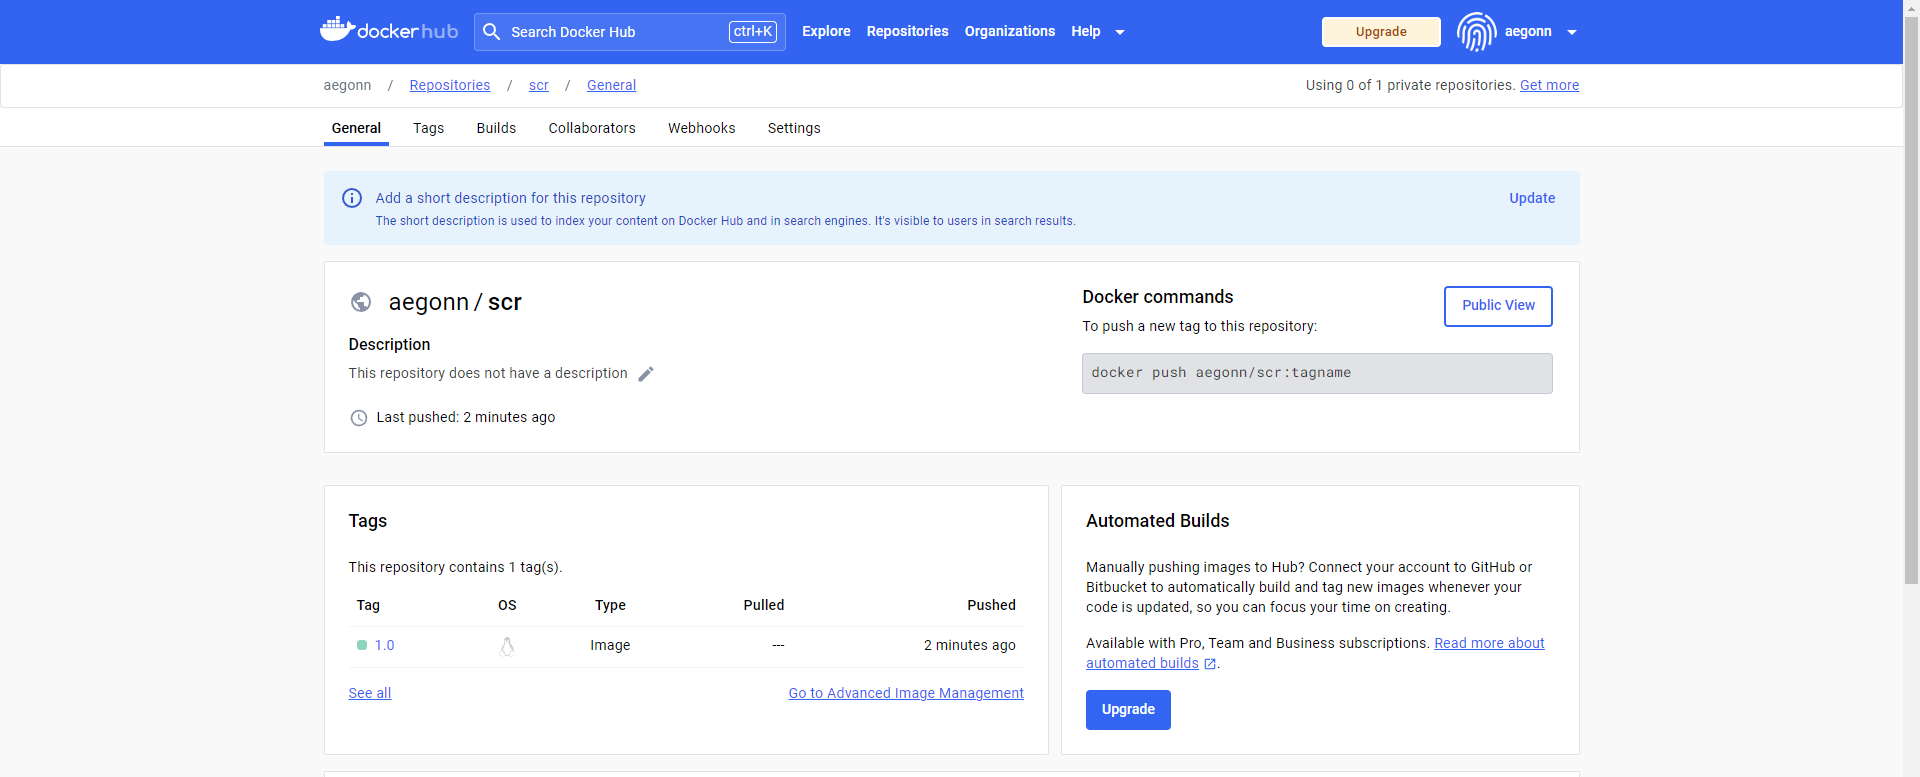 docker hub
Search Docker Hub
ctrl+K
Explore
Repositories
Organizations
Help
Upgrade
aegonn
aegonn / Repositories / scr / General
Using 0 of 1 private repositories. Get more
General
Tags
Builds
Collaborators
Webhooks
Settings
Add a short description for this repository
Update
The short description is used to index your content on Docker Hub and in search engines. It's visible to users in search results.
aegonn / scr
Description
This repository does not have a description
Last pushed: 2 minutes ago
Docker commands
Public View
To push a new tag to this repository:
docker push aegonn/scr:tagname
Tags
This repository contains 1 tag(s).
Tag OS Type Pulled Pushed
1.0 Image --- 2 minutes ago
See all
Go to Advanced Image Management
Automated Builds
Manually pushing images to Hub? Connect your account to GitHub or
Bitbucket to automatically build and tag new images whenever your
code is updated, so you can focus your time on creating.
Available with Pro, Team and Business subscriptions. Read more about
automated builds.
Upgrade